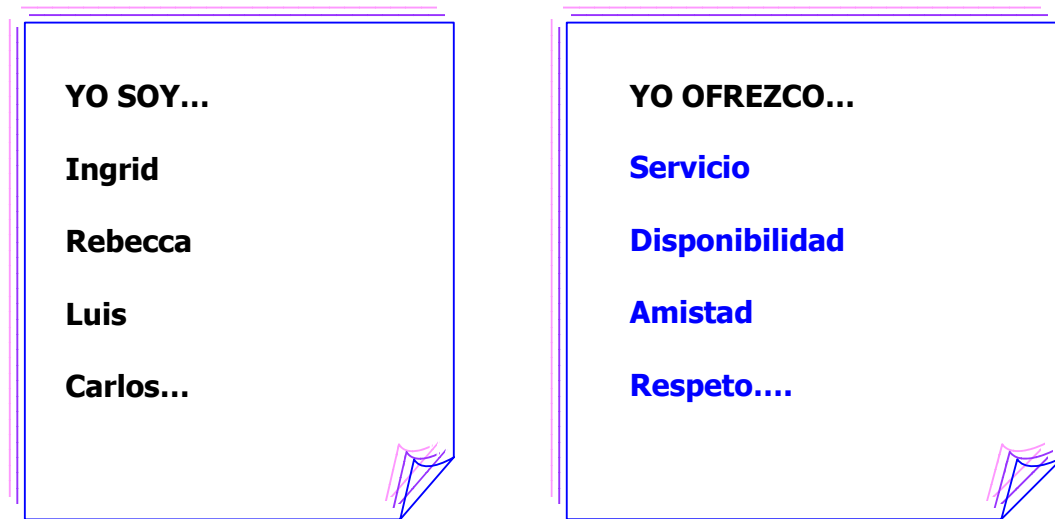 YO SOY...
Ingrid
Rebecca
Luis
Carlos...
YO OFREZCO...
Servicio
Disponibilidad
Amistad
Respeto....